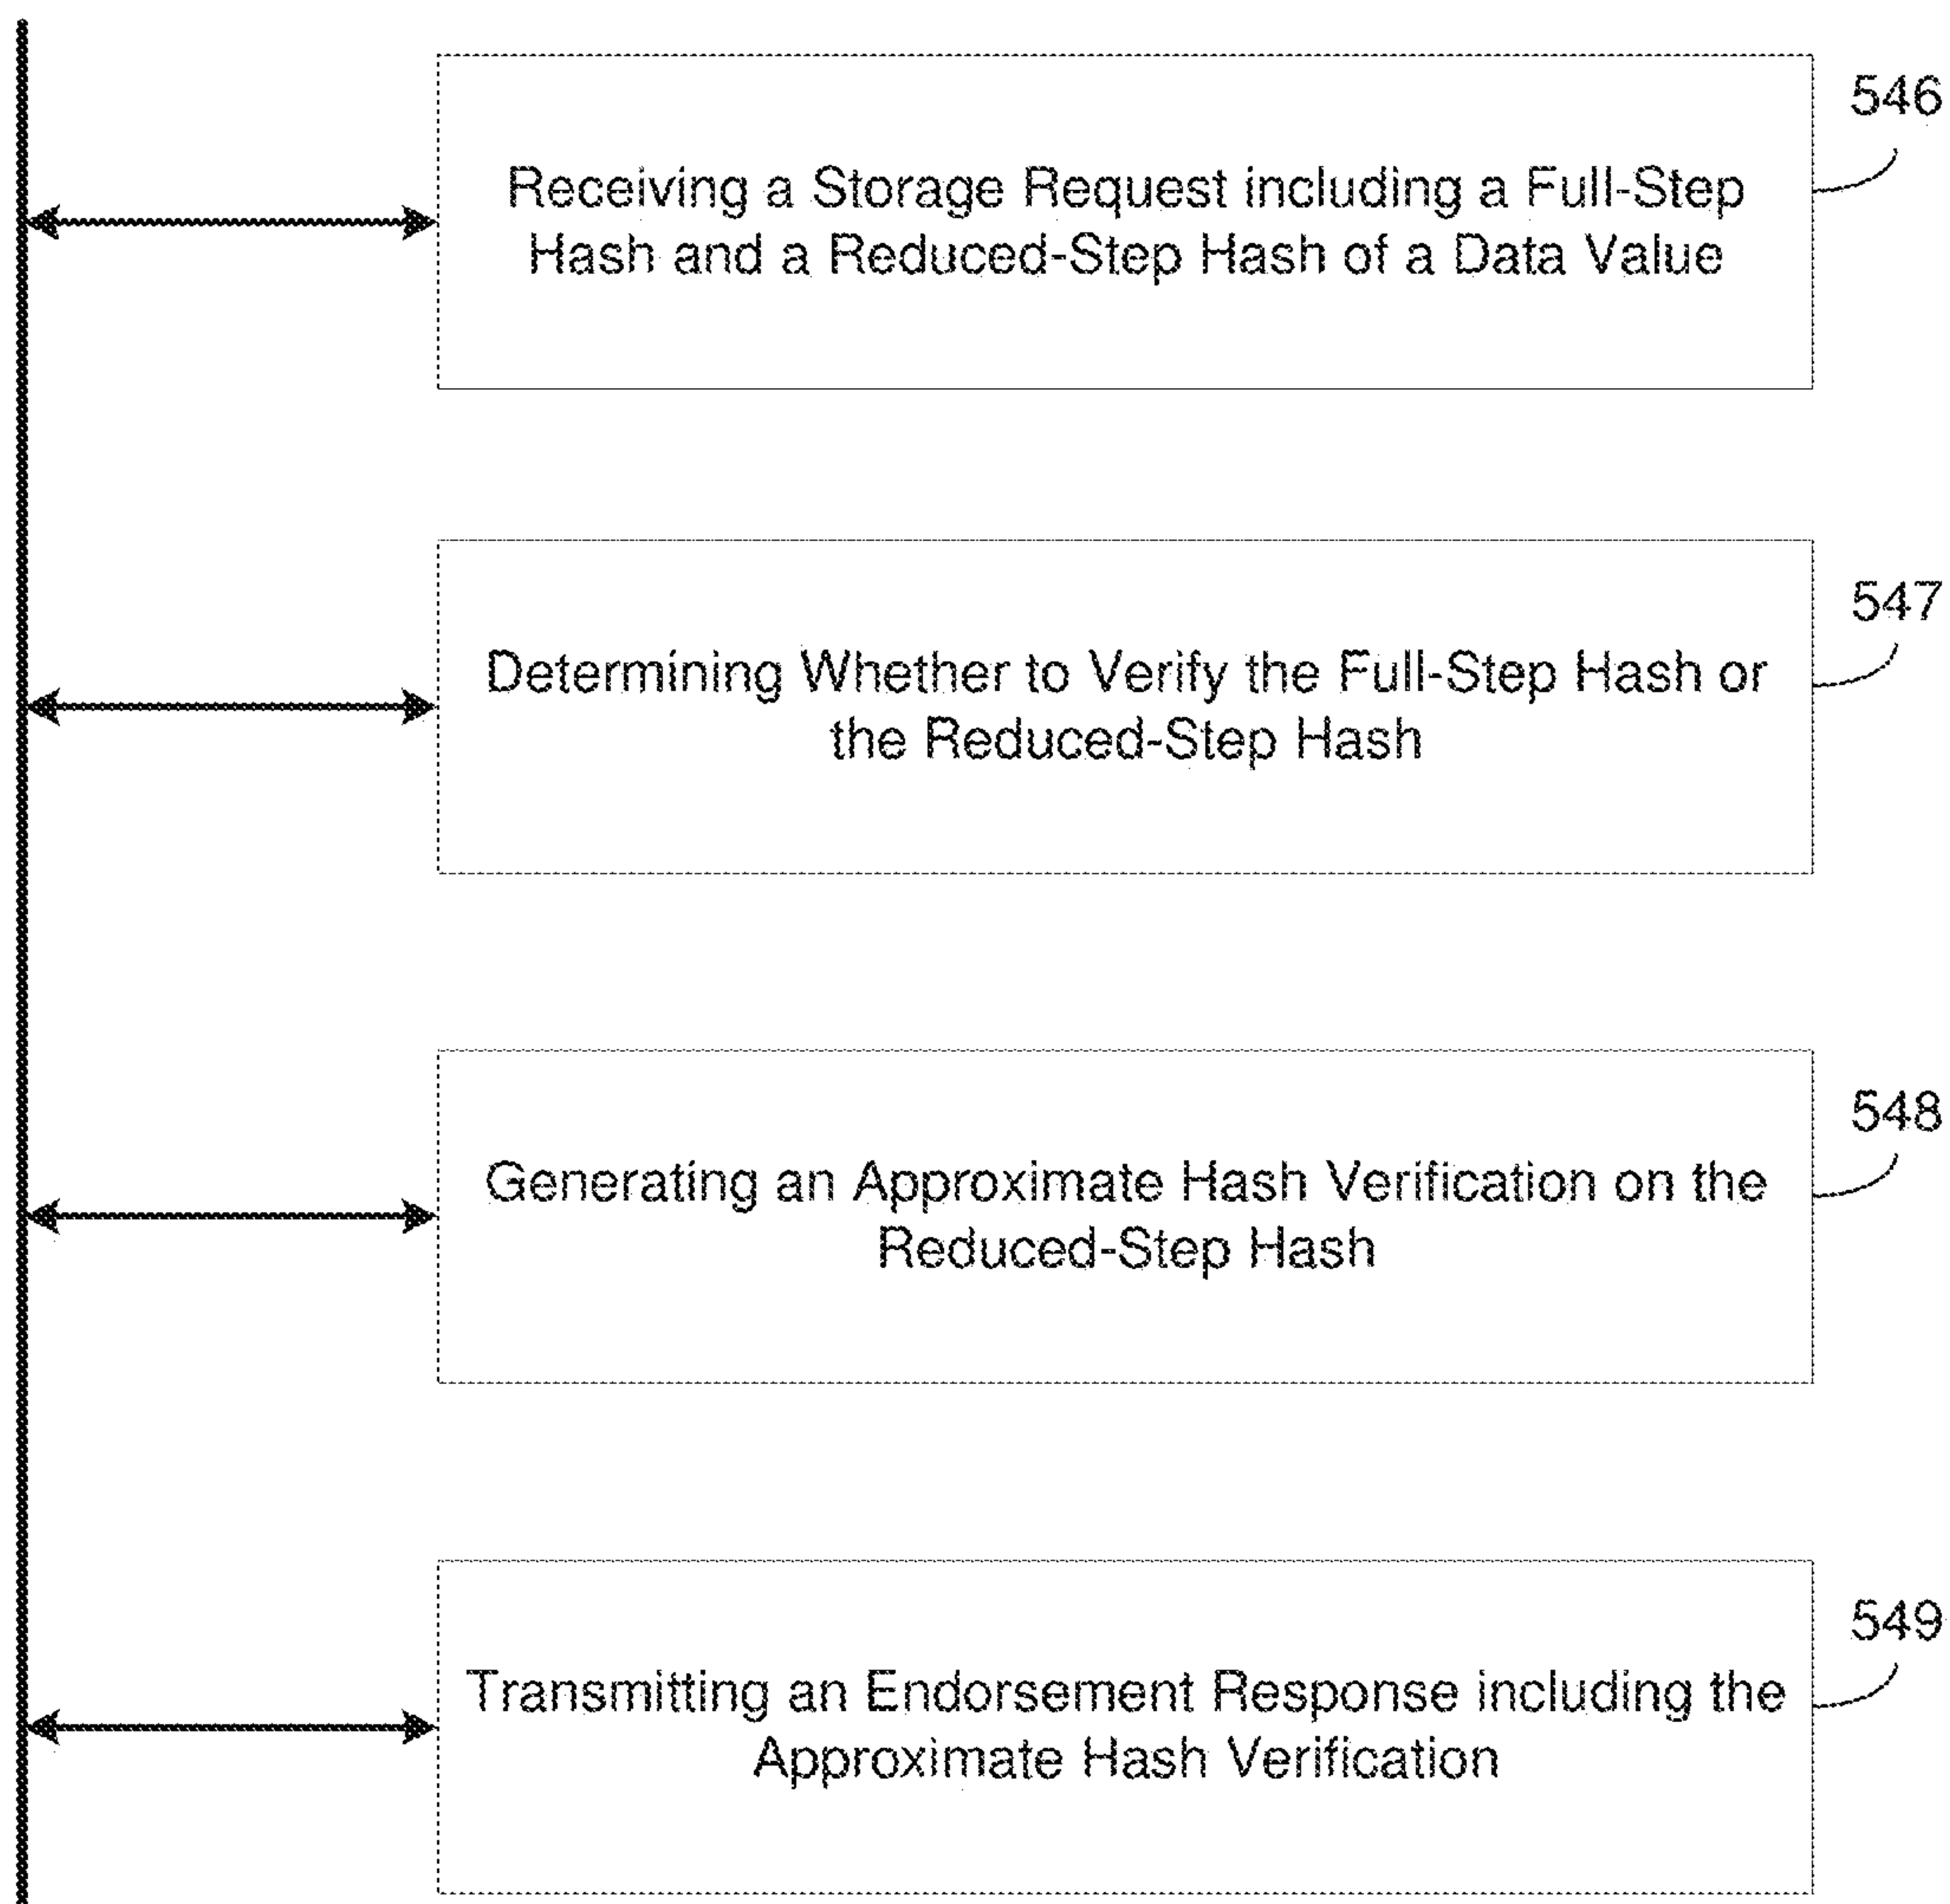 546
Receiving a Storage Request including a Full-Step
Hash and a Reduced-Step Hash of a Data Value
547
Determining Whether to Verify the Full-Step Hash or
the Reduced-Step Hash
548
Generating an Approximate Hash Verification on the
Reduced-Step Hash
549
Transmitting an Endorsement Response including the
Approximate Hash Verification